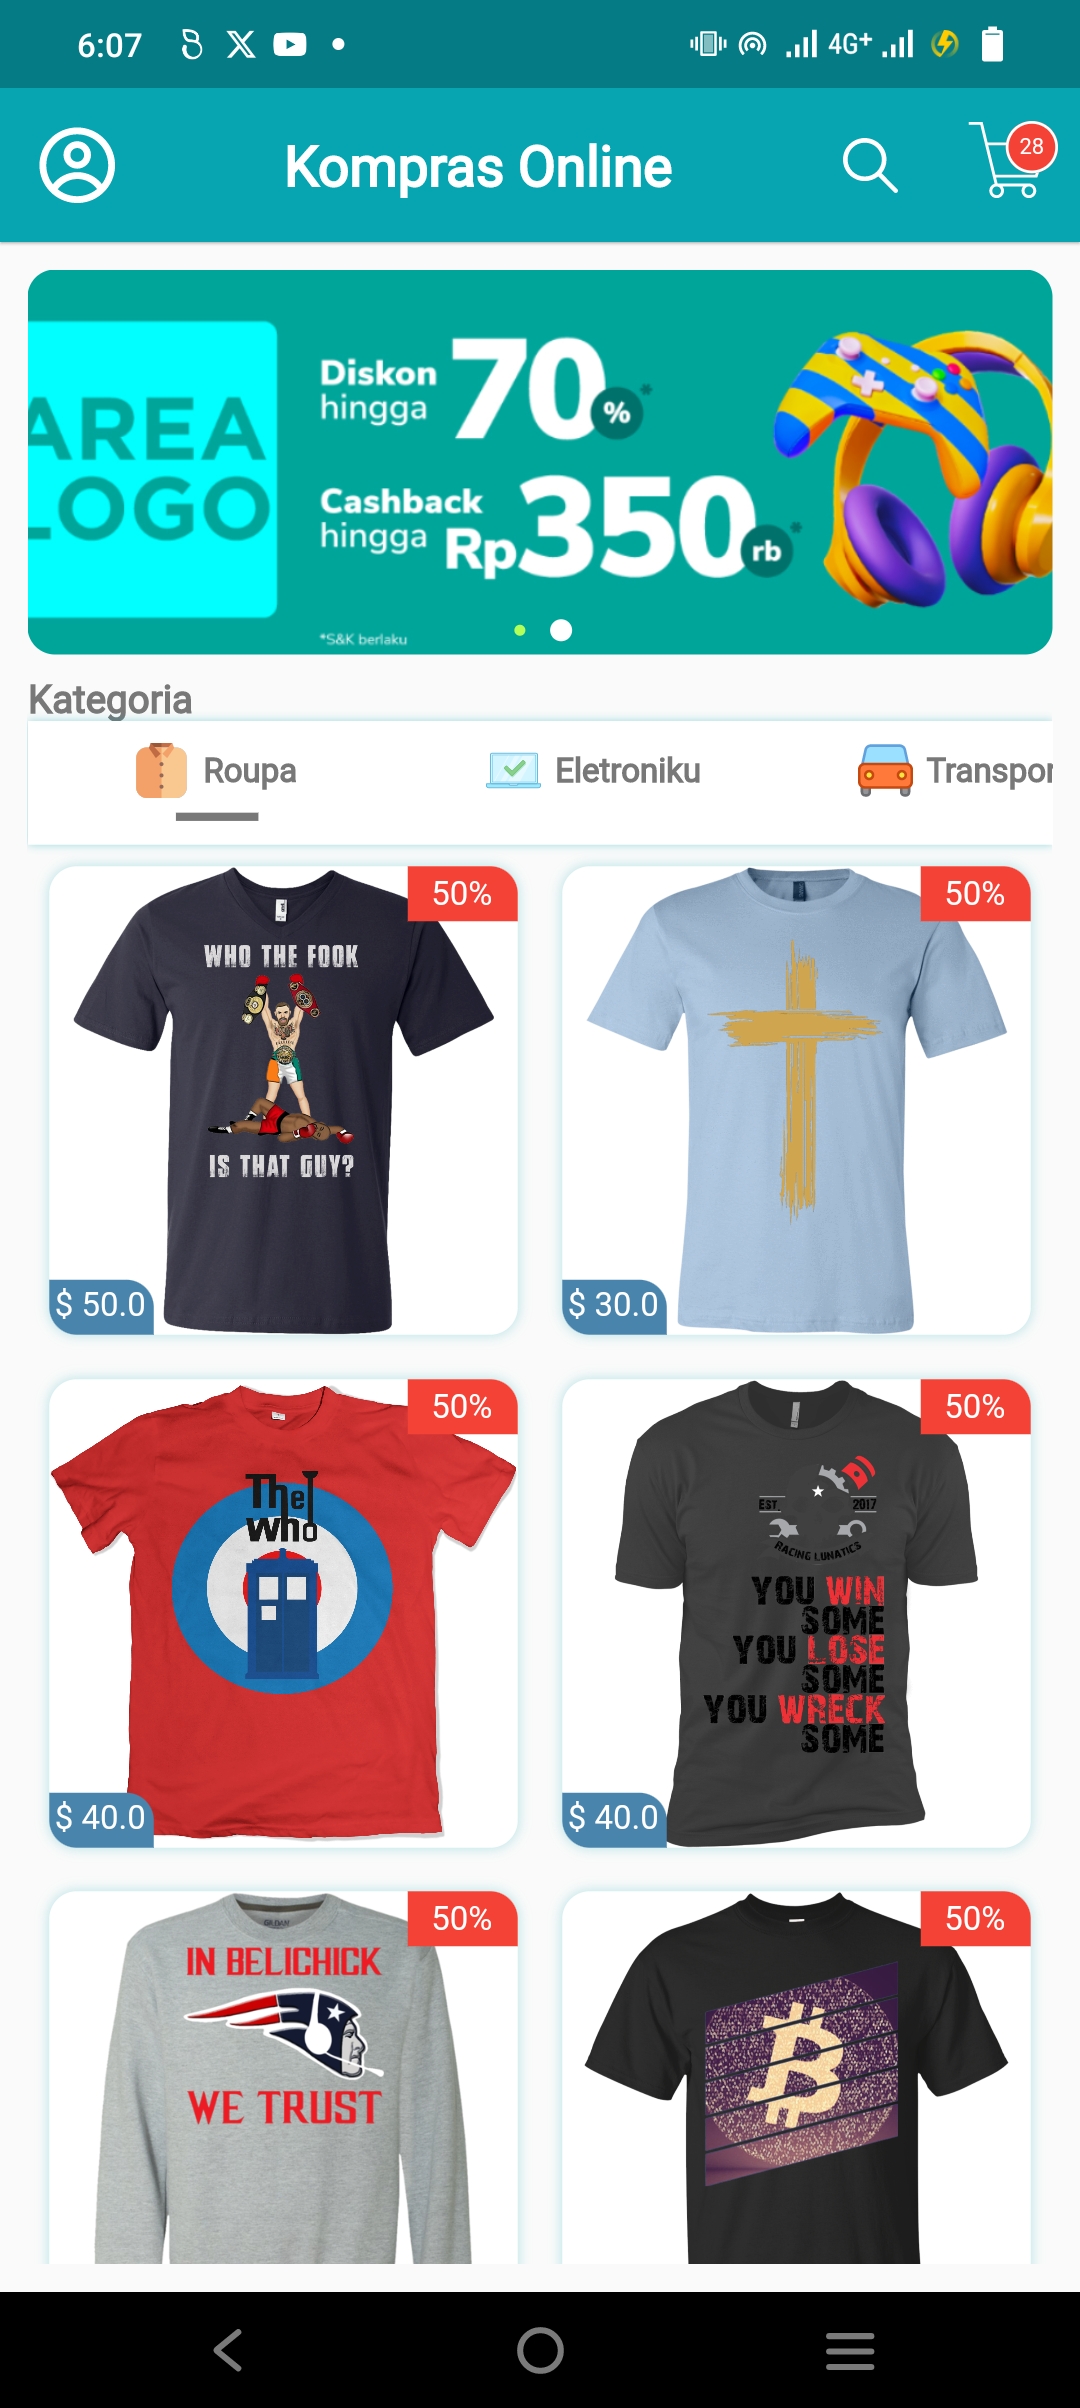 6:07
4G+
Kompras Online
28
AREA
LOGO
Diskon
hingga
70
%
*
Cashback
hingga
Rp350
rb
*
*S&K berlaku
Kategoria
Roupa
Eletroniku
Transpor
50%
WHO THE FOOK
IS THAT GUY?
$ 50.0
50%
$ 30.0
50%
The
who
$ 40.0
50%
EST. 2017
RACING LUNATICS
YOU WIN
SOME
YOU LOSE
SOME
YOU WRECK
SOME
$ 40.0
50%
GILDAN
IN BELICHICK
WE TRUST
50%